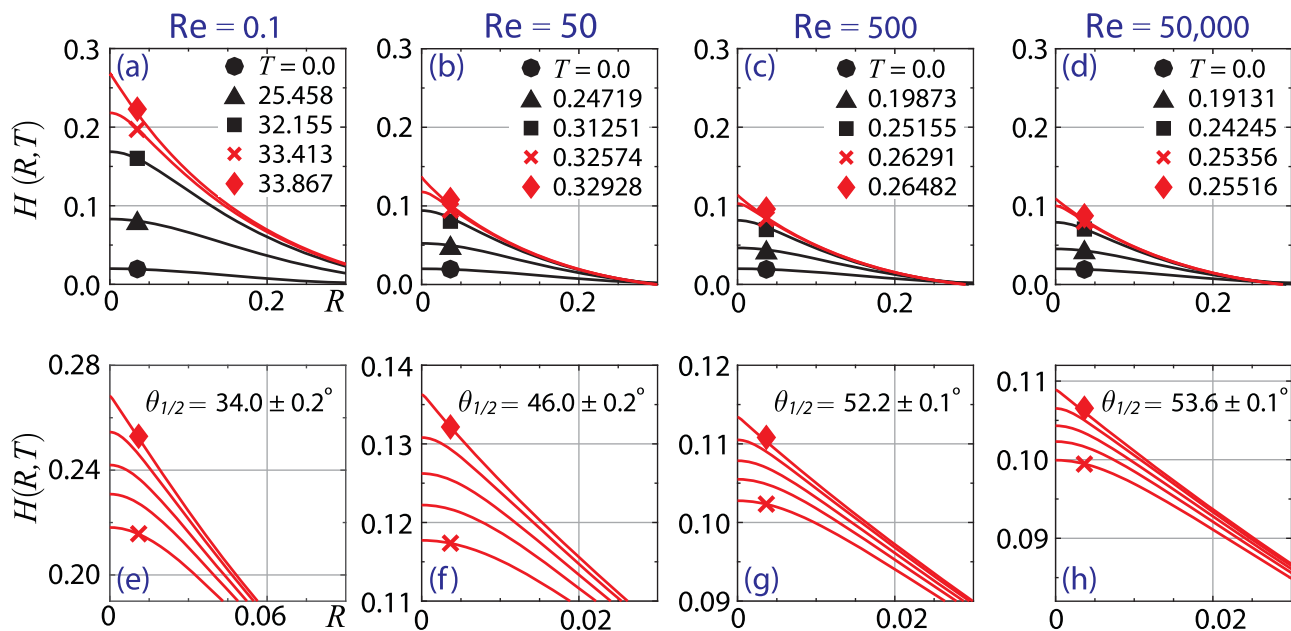 Re = 0.1
Re = 50
Re = 500
Re = 50,000
H (R,T)
0.3
0.2
0.1
0.0
(a)
T = 0.0
25.458
32.155
33.413
33.867
0
0.2
R
0.3
0.2
0.1
0.0
(b)
T = 0.0
0.24719
0.31251
0.32574
0.32928
0
0.2
0.3
0.2
0.1
0.0
(c)
T = 0.0
0.19873
0.25155
0.26291
0.26482
0
0.2
0.3
0.2
0.1
0.0
(d)
T = 0.0
0.19131
0.24245
0.25356
0.25516
0
0.2
H(R,T)
0.28
0.24
0.20
θ1/2 = 34.0 ± 0.2°
(e)
0
0.06
R
0.14
0.13
0.12
0.11
θ1/2 = 46.0 ± 0.2°
(f)
0
0.02
0.12
0.11
0.10
0.09
θ1/2 = 52.2 ± 0.1°
(g)
0
0.02
0.11
0.10
0.09
θ1/2 = 53.6 ± 0.1°
(h)
0
0.02